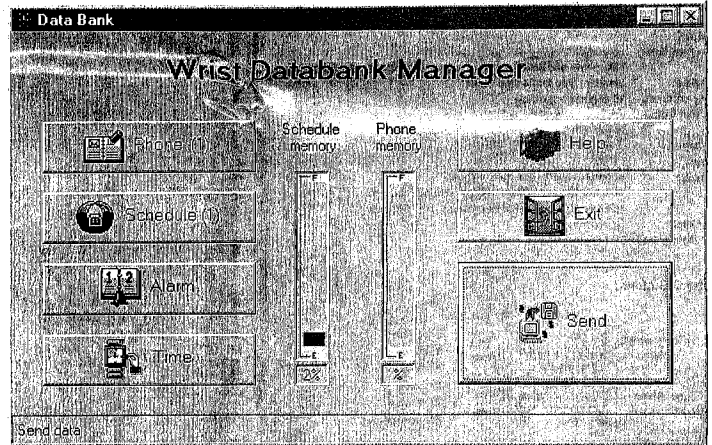 Data Bank
Wrist Databank Manager
Phone (1)
Schedule (1)
Alarm
Time
Schedule
memory
F
E
2%
Phone
memory
F
E
%
Help
Exit
Send
Send data